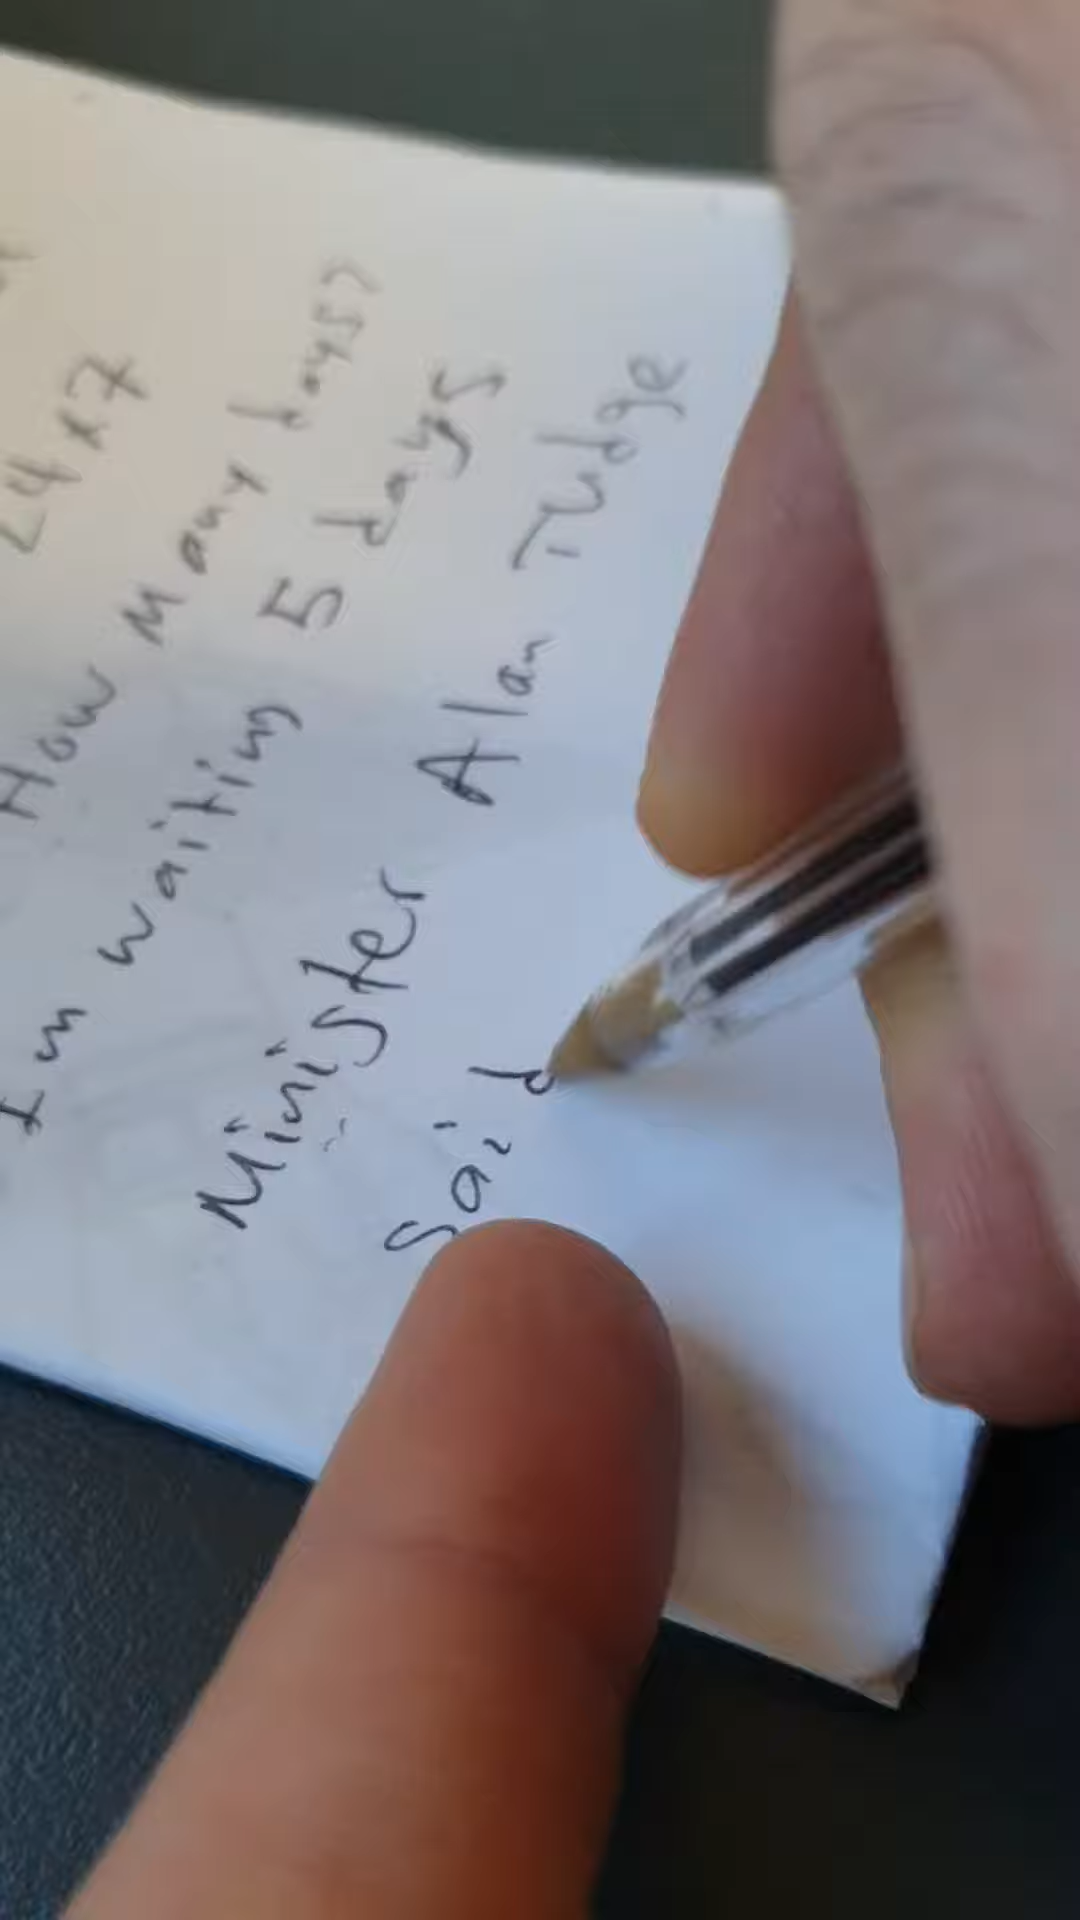 24x7
How Many days?
Im waiting 5 days
Minister Alan Tudge
Said